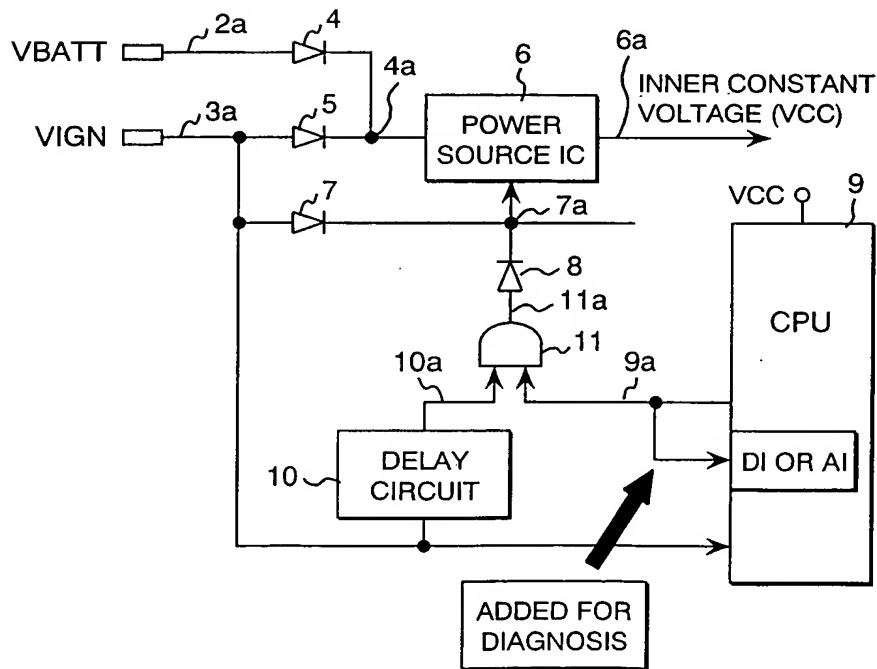 2a
4
VBATT
4a
6
6a
INNER CONSTANT
VOLTAGE (VCC)
3a
5
VIGN
POWER
SOURCE IC
7
7a
VCC
9
8
11a
CPU
11
10a
9a
10
DELAY
CIRCUIT
DI OR AI
ADDED FOR
DIAGNOSIS